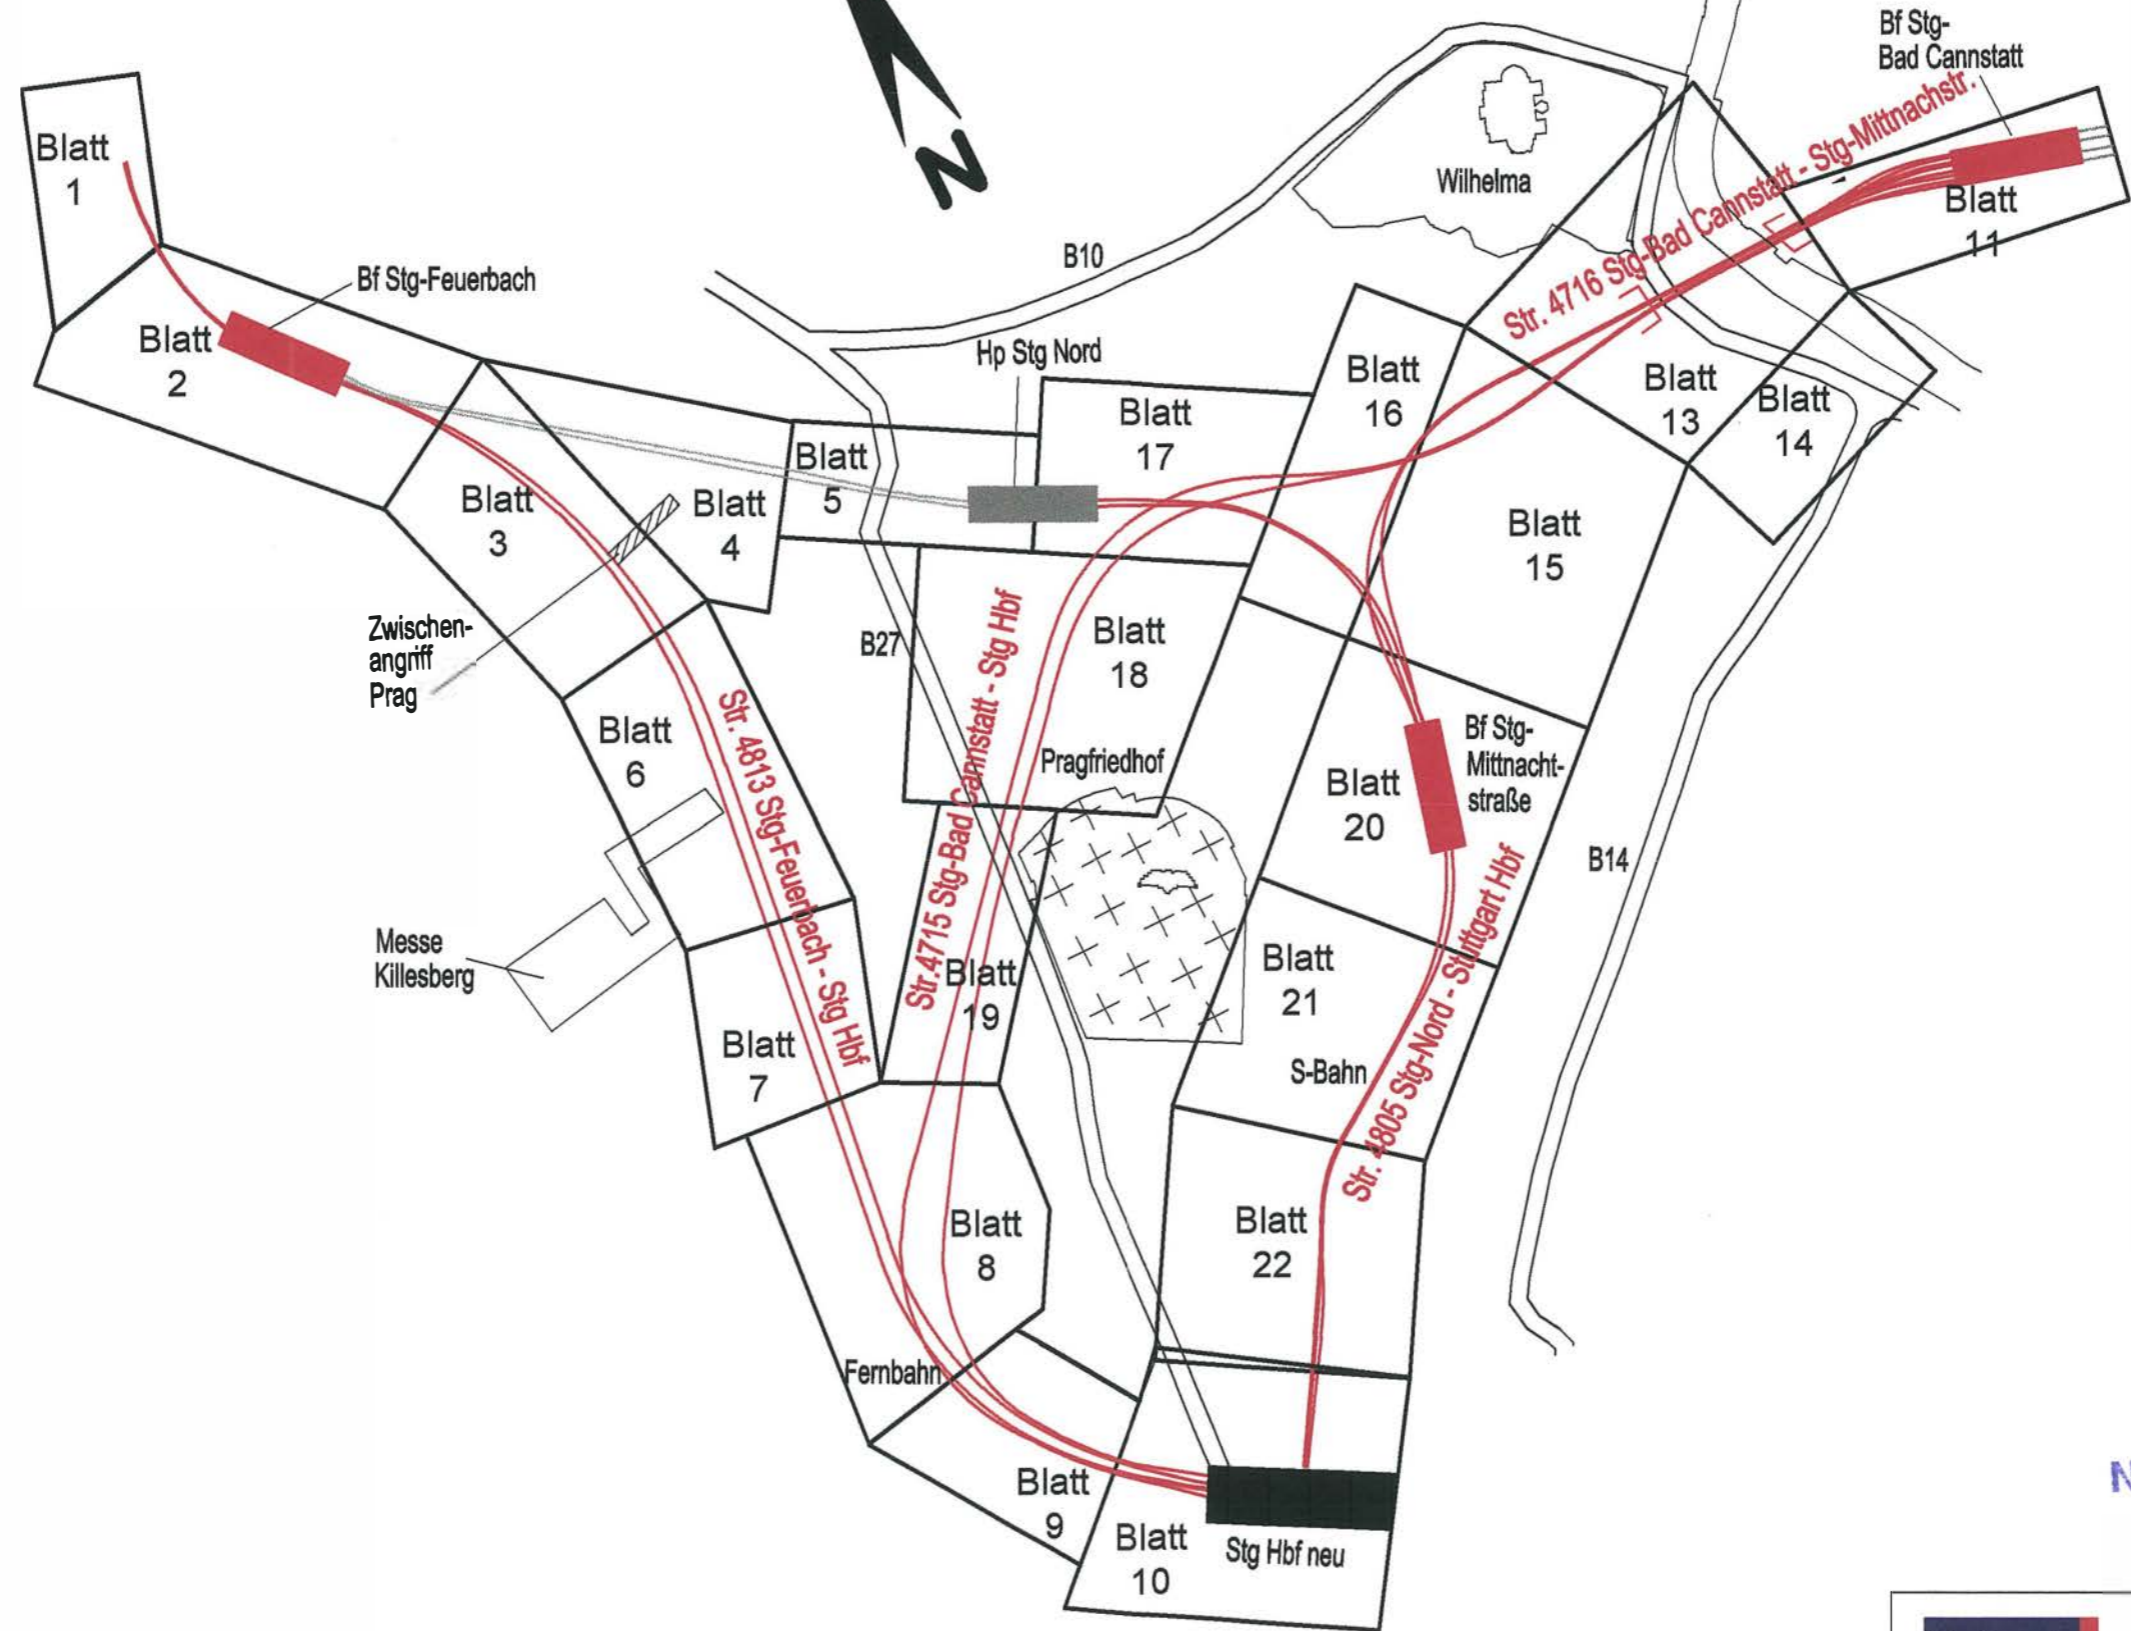 Bf Stg-
Bad Cannstatt
Blatt
1
N
Wilhelma
Str. 4716 Stg-Bad Cannstatt - Stg-Mittnachstr.
Blatt
11
B10
Bf Stg-Feuerbach
Blatt
2
Hp Stg Nord
Blatt
16
Blatt
13
Blatt
14
Blatt
17
Blatt
5
Blatt
3
Blatt
4
Blatt
15
Zwischen-
angriff
Prag
B27
Blatt
18
Str.4715 Stg-Bad Cannstatt - Stg Hbf
Pragfriedhof
Blatt
6
Str. 4813 Stg-Feuerbach - Stg Hbf
Blatt
20
Bf Stg-
Mittnacht-
straße
B14
Messe
Killesberg
Blatt
19
Blatt
21
S-Bahn
Str. 4805 Stg-Nord - Stuttgart Hbf
Blatt
7
Blatt
8
Blatt
22
Fernbahn
Blatt
9
Blatt
10
Stg Hbf neu
N